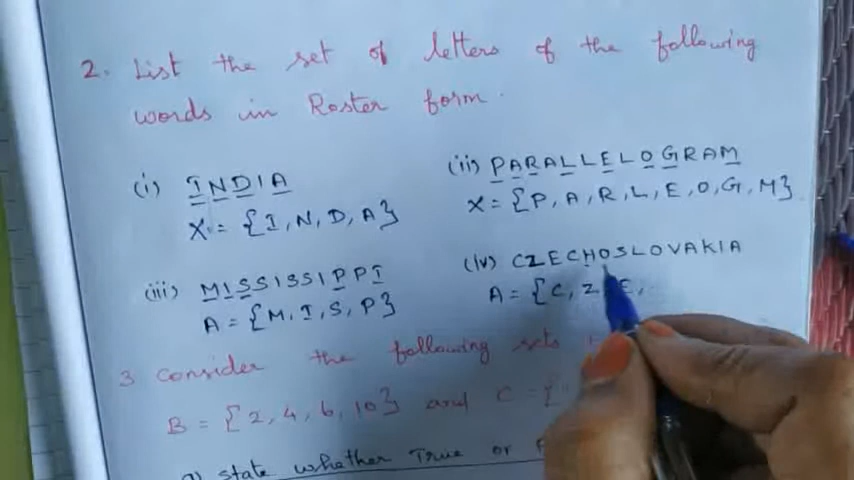 2. List the set of letters of the following
words in Roster form.
(i) INDIA
X = {I, N, D, A}
(ii) PARALLELOGRAM
X = {P, A, R, L, E, O, G, M}
(iii) MISSISSIPPI
A = {M, I, S, P}
(iv) CZECHOSLOVAKIA
A = {C, Z, E,
3 Consider the following sets
B = {2, 4, 6, 10} and C = {
a) State whether True or